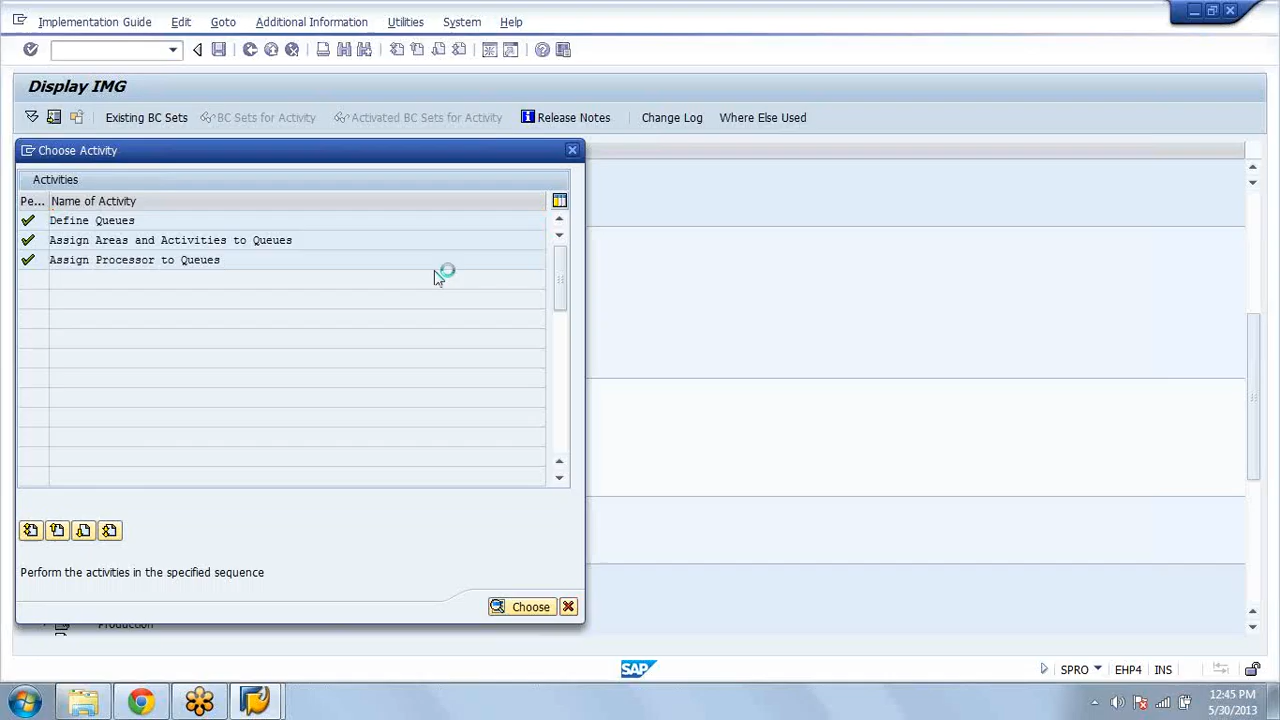 Implementation Guide Edit Goto Additional Information Utilities System Help
Display IMG
Existing BC Sets BC Sets for Activity Activated BC Sets for Activity Release Notes Change Log Where Else Used
Choose Activity
Activities
Pe... Name of Activity
Define Queues
Assign Areas and Activities to Queues
Assign Processor to Queues
Perform the activities in the specified sequence
Choose
Production
SAP SPRO EHP4 INS
12:45 PM
5/30/2013